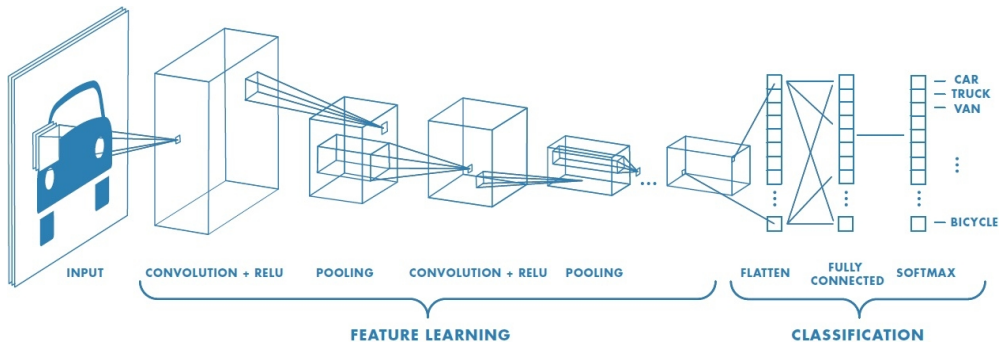 CAR
TRUCK
VAN
BICYCLE
INPUT
CONVOLUTION + RELU
POOLING
CONVOLUTION + RELU
POOLING
FLATTEN
FULLY
CONNECTED
SOFTMAX
FEATURE LEARNING
CLASSIFICATION